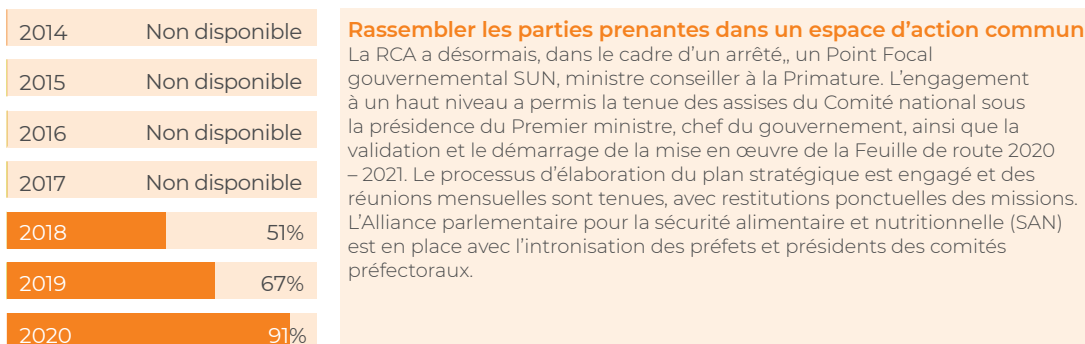 2014 Non disponible
2015 Non disponible
2016 Non disponible
2017 Non disponible
2018 51%
2019 67%
2020 91%
Rassembler les parties prenantes dans un espace d’action commun
La RCA a désormais, dans le cadre d’un arrêté,, un Point Focal
gouvernemental SUN, ministre conseiller à la Primature. L’engagement
à un haut niveau a permis la tenue des assises du Comité national sous
la présidence du Premier ministre, chef du gouvernement, ainsi que la
validation et le démarrage de la mise en œuvre de la Feuille de route 2020
– 2021. Le processus d’élaboration du plan stratégique est engagé et des
réunions mensuelles sont tenues, avec restitutions ponctuelles des missions.
L’Alliance parlementaire pour la sécurité alimentaire et nutritionnelle (SAN)
est en place avec l’intronisation des préfets et présidents des comités
préfectoraux.